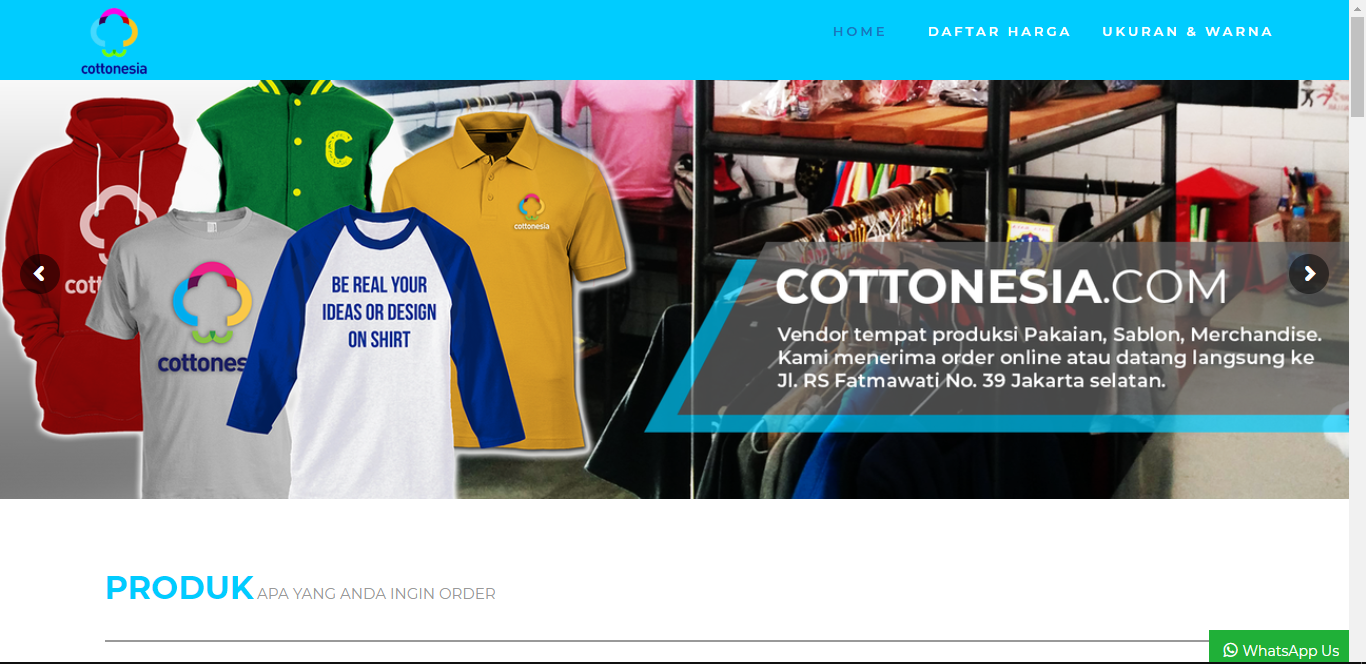 cottonesia
HOME
DAFTAR HARGA
UKURAN & WARNA
C
cottonesia
BE REAL YOUR
IDEAS OR DESIGN
ON SHIRT
COTTONESIA.COM
Vendor tempat produksi Pakaian, Sablon, Merchandise.
Kami menerima order online atau datang langsung ke
Jl. RS Fatmawati No. 39 Jakarta selatan.
cott
cottones
PRODUK APA YANG ANDA INGIN ORDER
WhatsApp Us